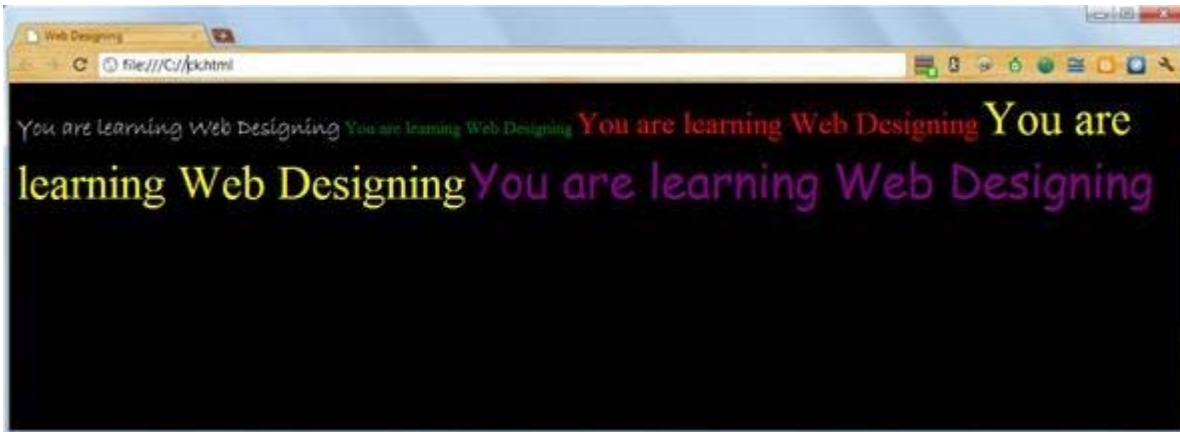 Web Designing
file:///C://ck.html
You are learning Web Designing You are learning Web Designing You are learning Web Designing You are
learning Web Designing You are learning Web Designing